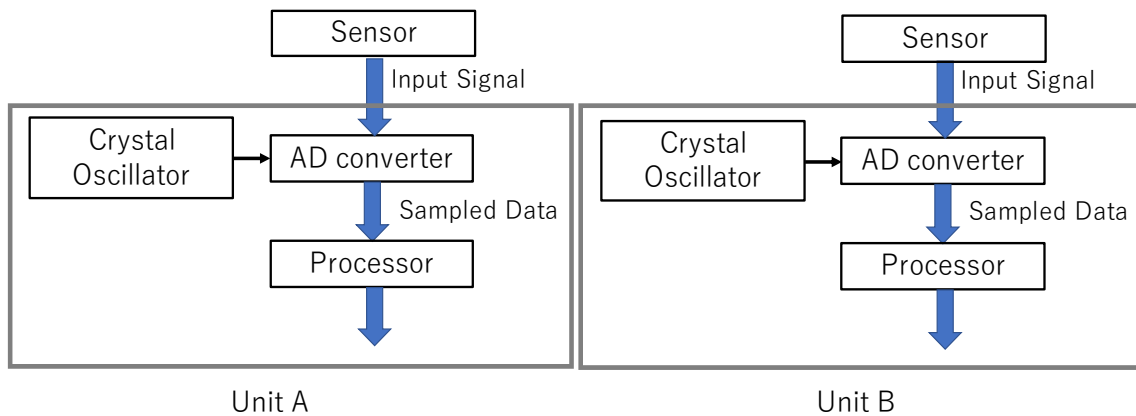 Sensor
Input Signal
Crystal
Oscillator
AD converter
Sampled Data
Processor
Unit A
Sensor
Input Signal
Crystal
Oscillator
AD converter
Sampled Data
Processor
Unit B